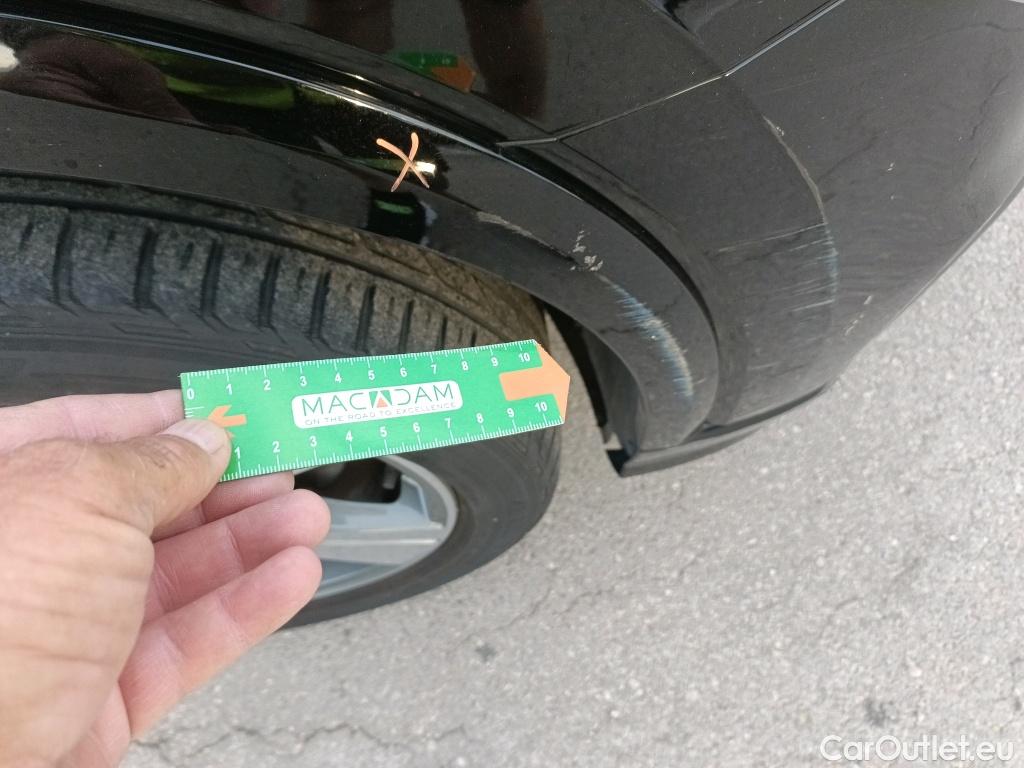 X
0 1 2 3 4 5 6 7 8 9 10
MACADAM
ON THE ROAD TO EXCELLENCE
1 2 3 4 5 6 7 8 9 10
CarOutlet.eu